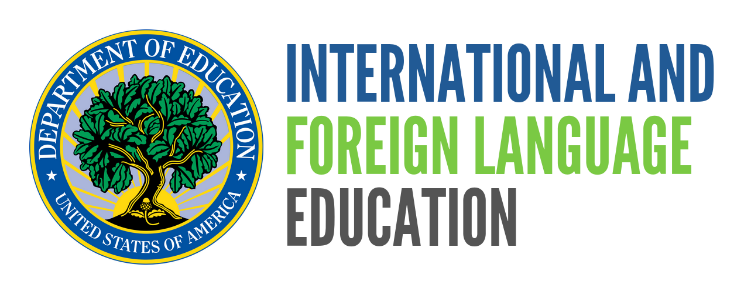 DEPARTMENT OF EDUCATION
UNITED STATES OF AMERICA
INTERNATIONAL AND
FOREIGN LANGUAGE
EDUCATION